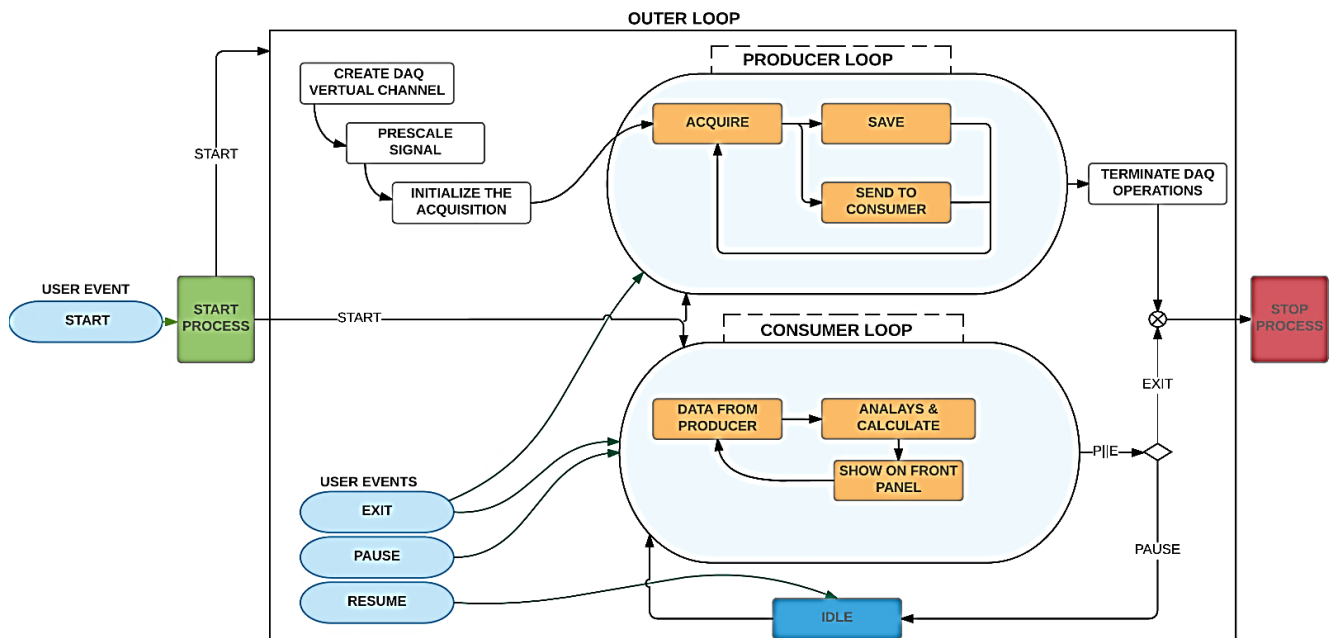 OUTER LOOP
PRODUCER LOOP
CREATE DAQ
VERTUAL CHANNEL
PRESCALE
SIGNAL
INITIALIZE THE
ACQUISITION
ACQUIRE
SAVE
SEND TO
CONSUMER
TERMINATE DAQ
OPERATIONS
START
USER EVENT
START
START
PROCESS
START
CONSUMER LOOP
STOP
PROCESS
EXIT
DATA FROM
PRODUCER
ANALAYS &
CALCULATE
SHOW ON FRONT
PANEL
P||E
USER EVENTS
EXIT
PAUSE
RESUME
PAUSE
IDLE